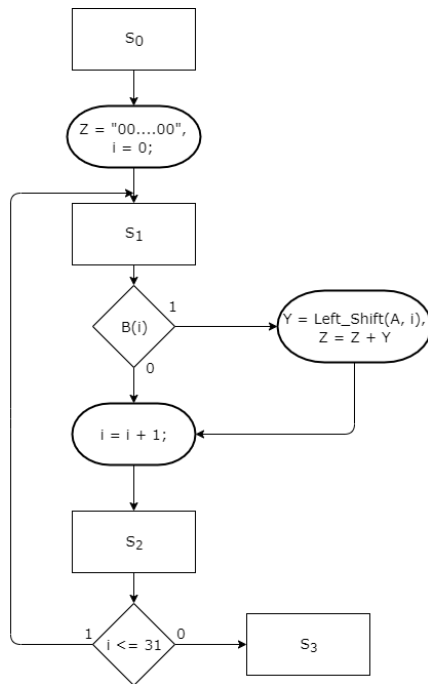 S0
Z = "00....00",
i = 0;
S1
1
B(i)
Y = Left_Shift(A, i),
Z = Z + Y
0
i = i + 1;
S2
1
i <= 31
0
S3